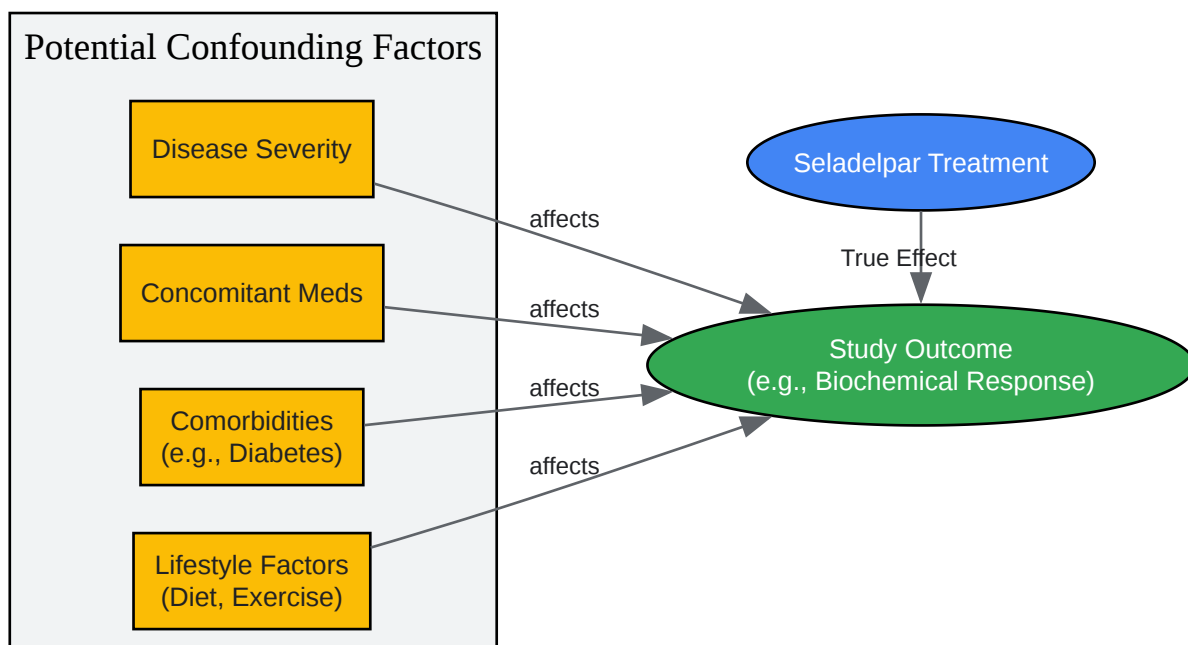 Potential Confounding Factors
Disease Severity
Concomitant Meds
Comorbidities
(e.g., Diabetes)
Lifestyle Factors
(Diet, Exercise)
affects
affects
affects
affects
Seladelpar Treatment
True Effect
Study Outcome
(e.g., Biochemical Response)